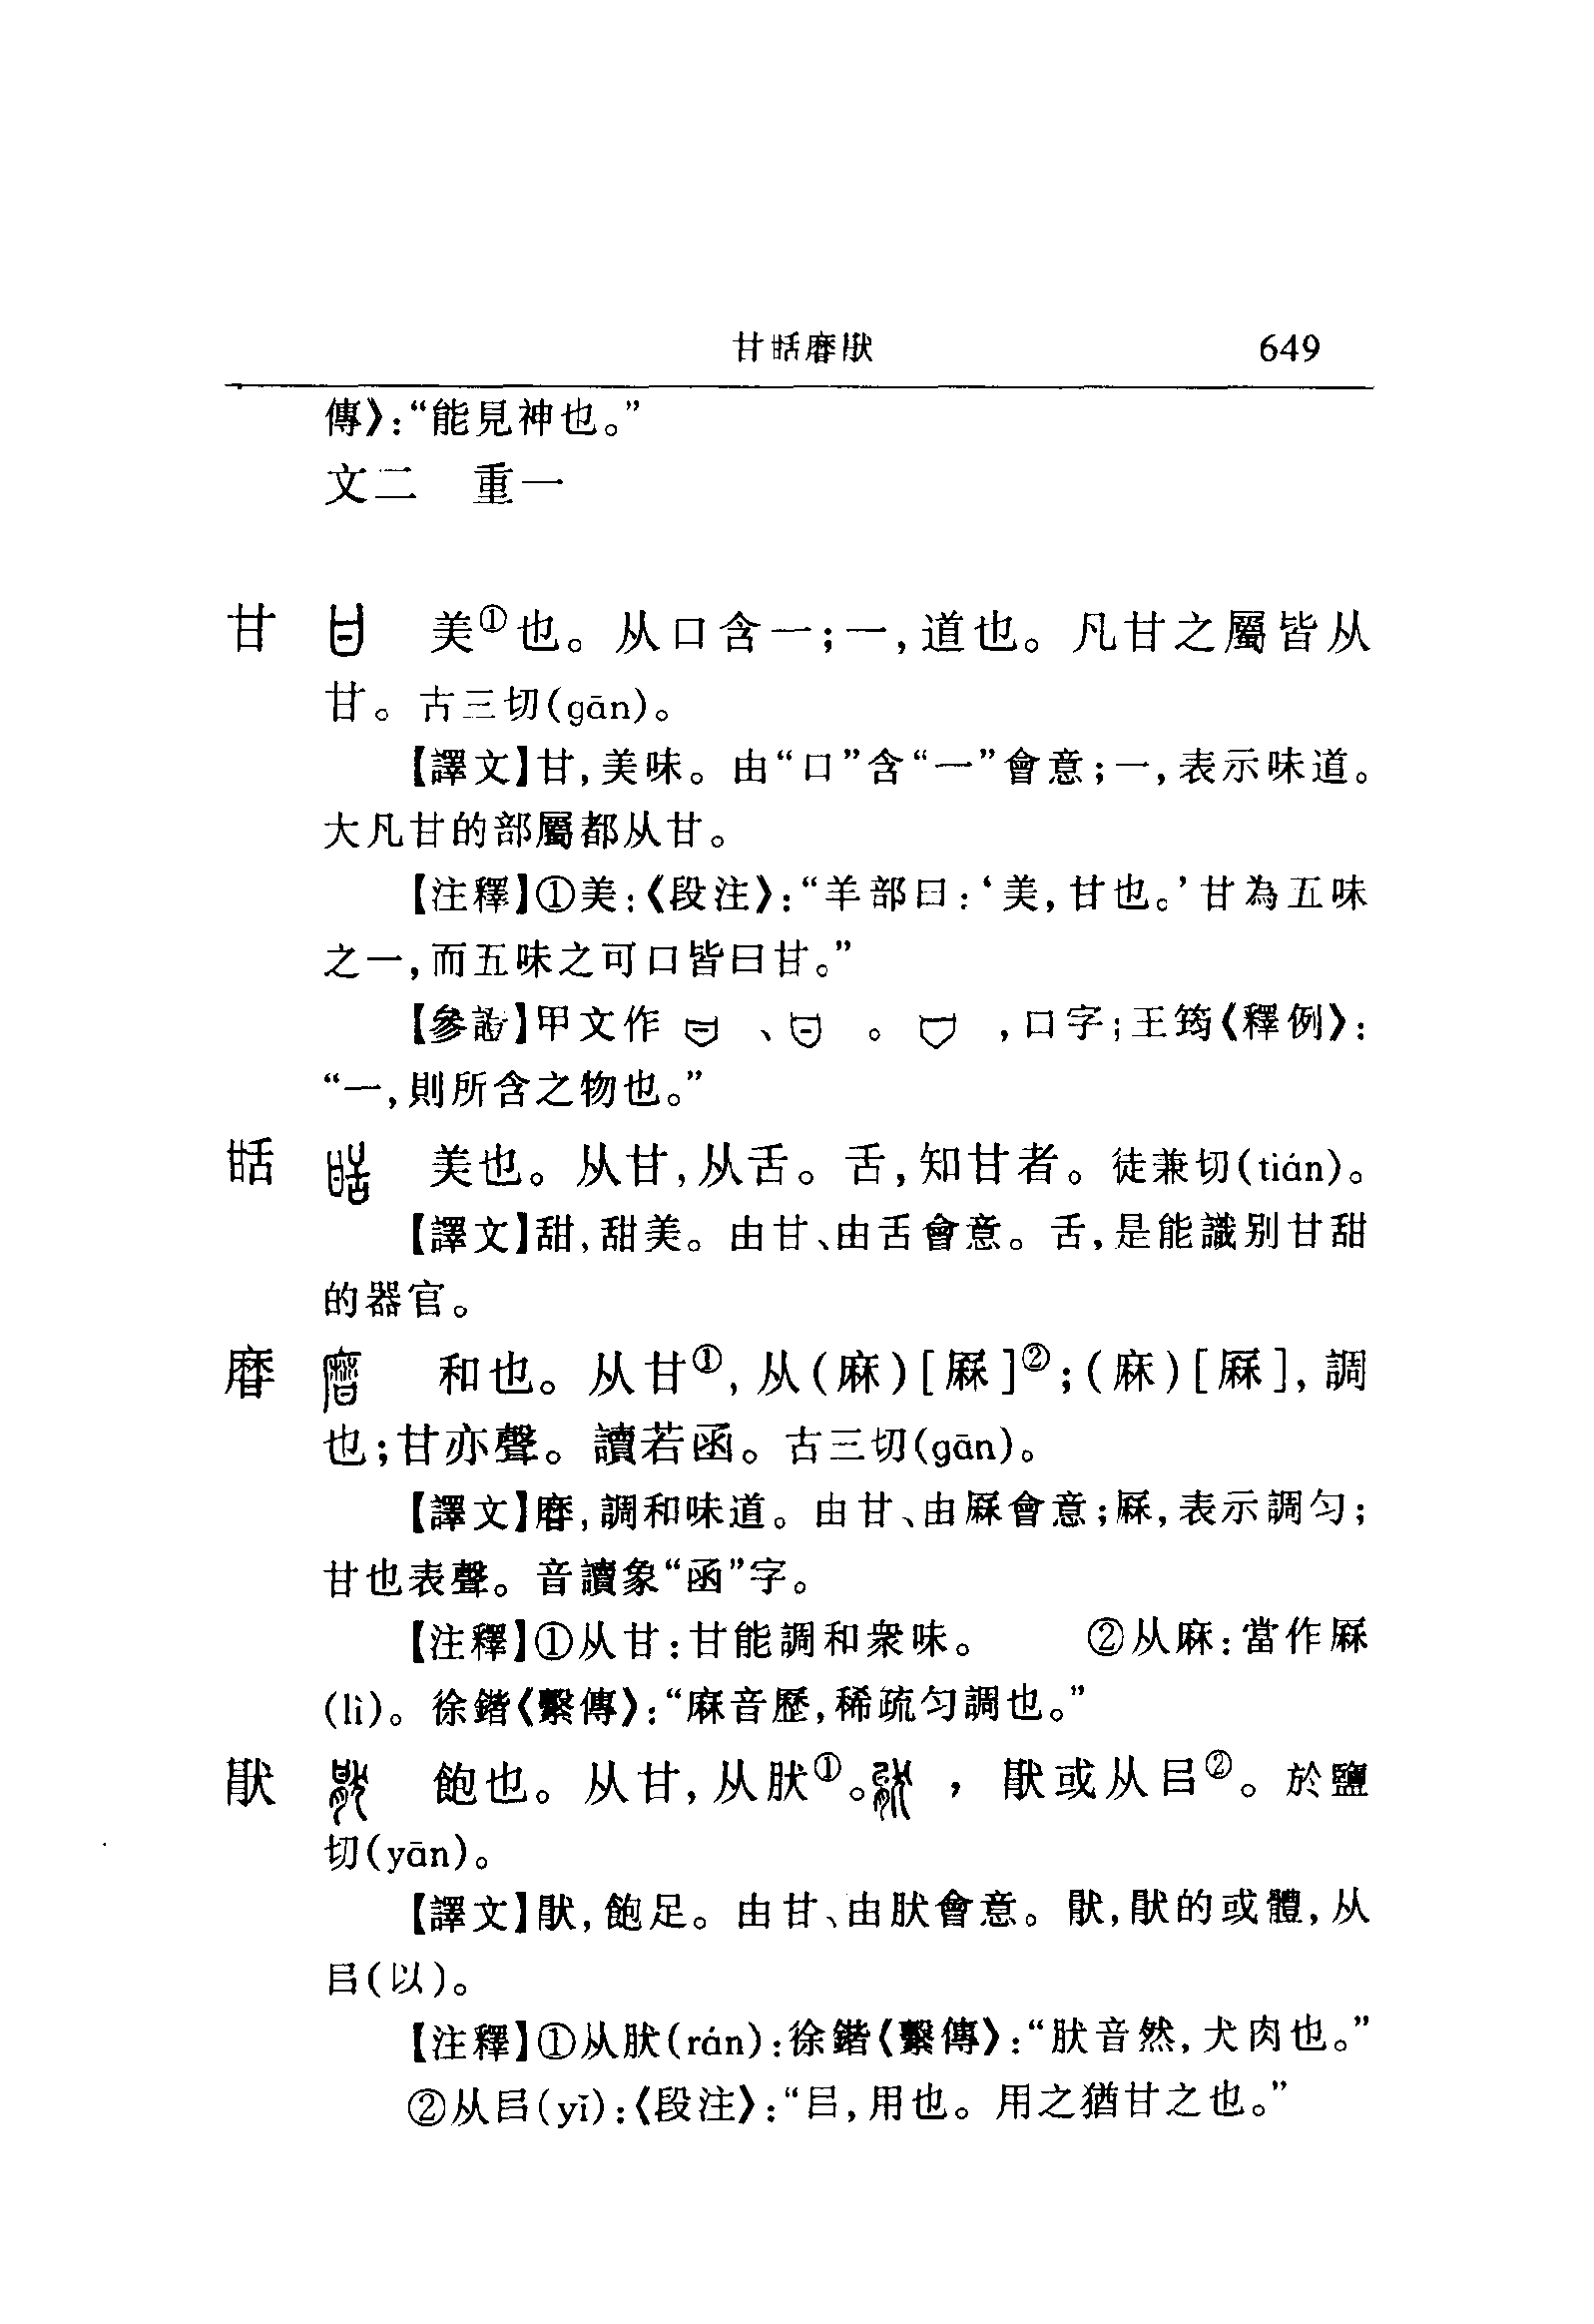 甘𤯌𤯍猒 649
傳》：“能見神也。”
文二 重一
甘 美①也。从口含一；一，道也。凡甘之屬皆从
甘。古三切(gān)。
【譯文】甘，美味。由“口”含“一”會意；一，表示味道。
大凡甘的部屬都从甘。
【注釋】①美：《段注》：“羊部曰：‘美，甘也。’甘為五味
之一，而五味之可口皆曰甘。”
【參證】甲文作 、 。 ，口字；王筠《釋例》：
“一，則所含之物也。”
美也。从甘，从舌。舌，知甘者。徒兼切(tián)。
【譯文】甜，甜美。由甘、由舌會意。舌，是能識别甘甜
的器官。
和也。从甘①，从(麻)[厤]②；(麻)[厤]，調
也；甘亦聲。讀若函。古三切(gān)。
【譯文】，調和味道。由甘、由厤會意；厤，表示調匀；
甘也表聲。音讀象“函”字。
【注釋】①从甘：甘能調和衆味。 ②从麻：當作厤
(lì)。徐鍇《繫傳》：“麻音歷，稀疏匀調也。”
猒 飽也。从甘，从肰①。 ，猒或从㠯②。於鹽
切(yān)。
【譯文】猒，飽足。由甘、由肰會意。猒，猒的或體，从
㠯(以)。
【注釋】①从肰(rán)：徐鍇《繫傳》：“肰音然，犬肉也。”
②从㠯(yǐ)：《段注》：“㠯，用也。用之猶甘之也。”